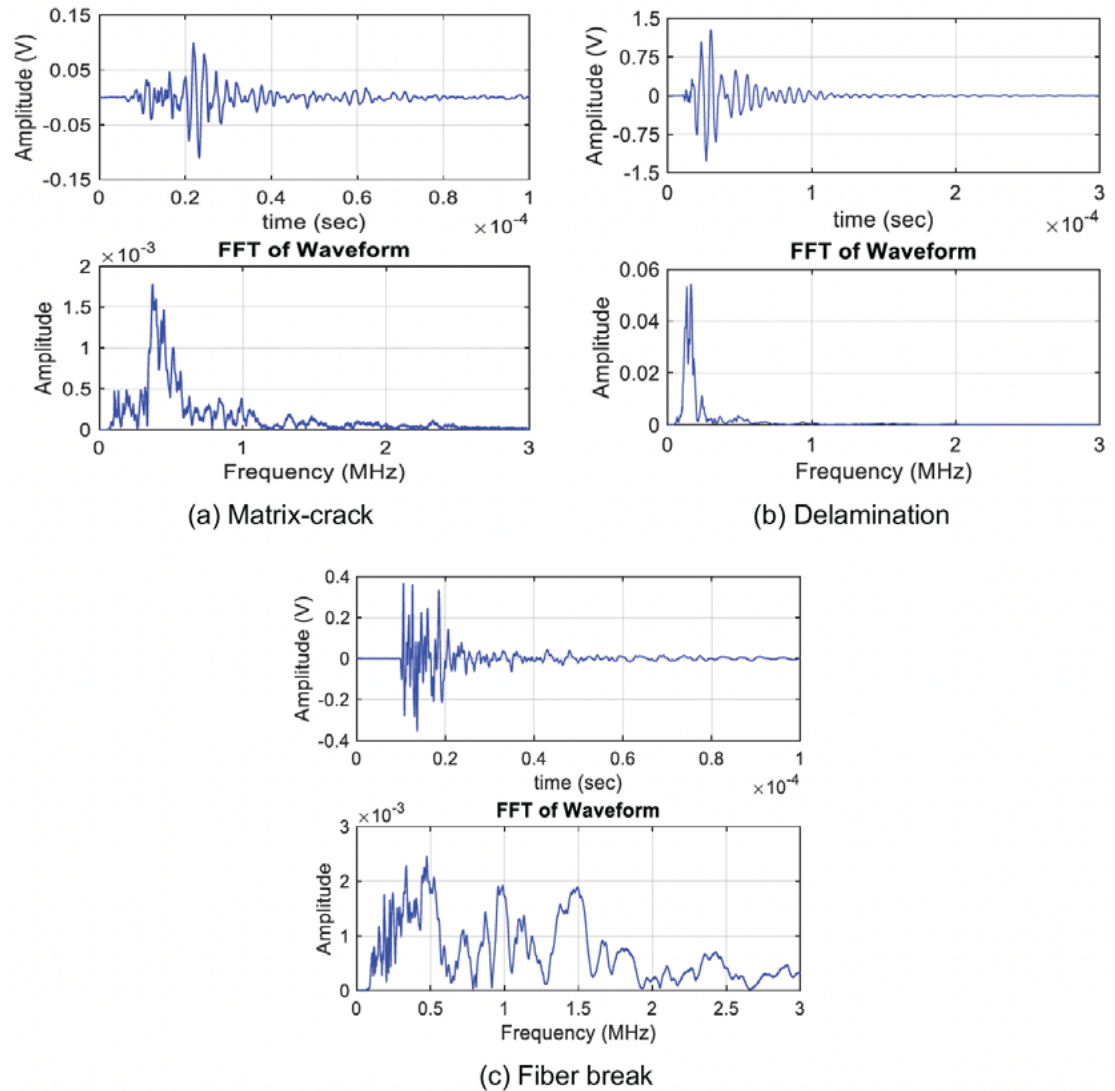 0.15
0.05
-0.05
-0.15
Amplitude (V)
0 0.2 0.4 0.6 0.8 1
time (sec)
×10⁻⁴
FFT of Waveform
×10⁻³
2
1.5
1
0.5
0
Amplitude
0 1 2 3
Frequency (MHz)
(a) Matrix-crack
1.5
0.75
0
-0.75
-1.5
Amplitude (V)
0 1 2 3
time (sec)
×10⁻⁴
FFT of Waveform
0.06
0.04
0.02
0
Amplitude
0 1 2 3
Frequency (MHz)
(b) Delamination
0.4
0.2
0
-0.2
-0.4
Amplitude (V)
0 0.2 0.4 0.6 0.8 1
time (sec)
×10⁻⁴
FFT of Waveform
×10⁻³
3
2
1
0
Amplitude
0 0.5 1 1.5 2 2.5 3
Frequency (MHz)
(c) Fiber break